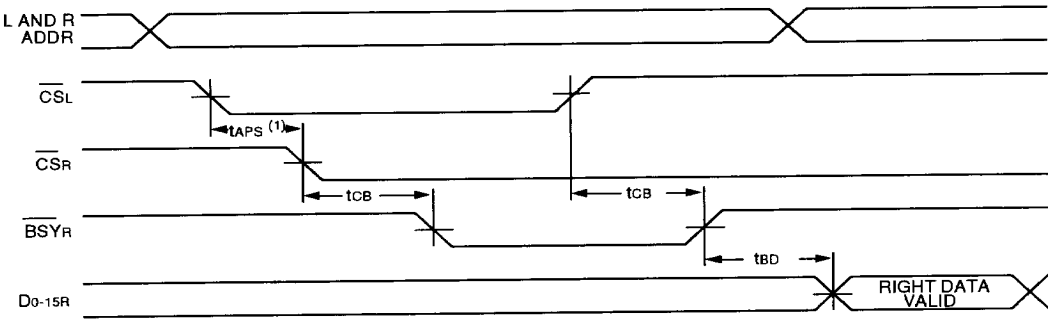 L AND R
ADDR
CSL
tAPS (1)
CSR
tCB
tCB
BSYR
tBD
D0-15R
RIGHT DATA
VALID